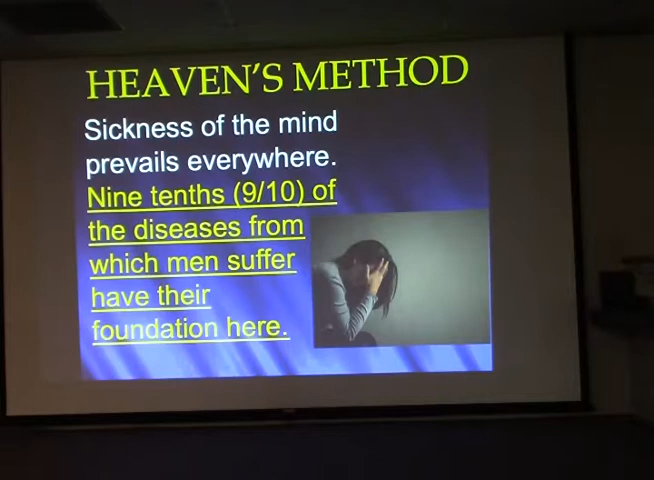 HEAVEN'S METHOD
Sickness of the mind
prevails everywhere.
Nine tenths (9/10) of
the diseases from
which men suffer
have their
foundation here.